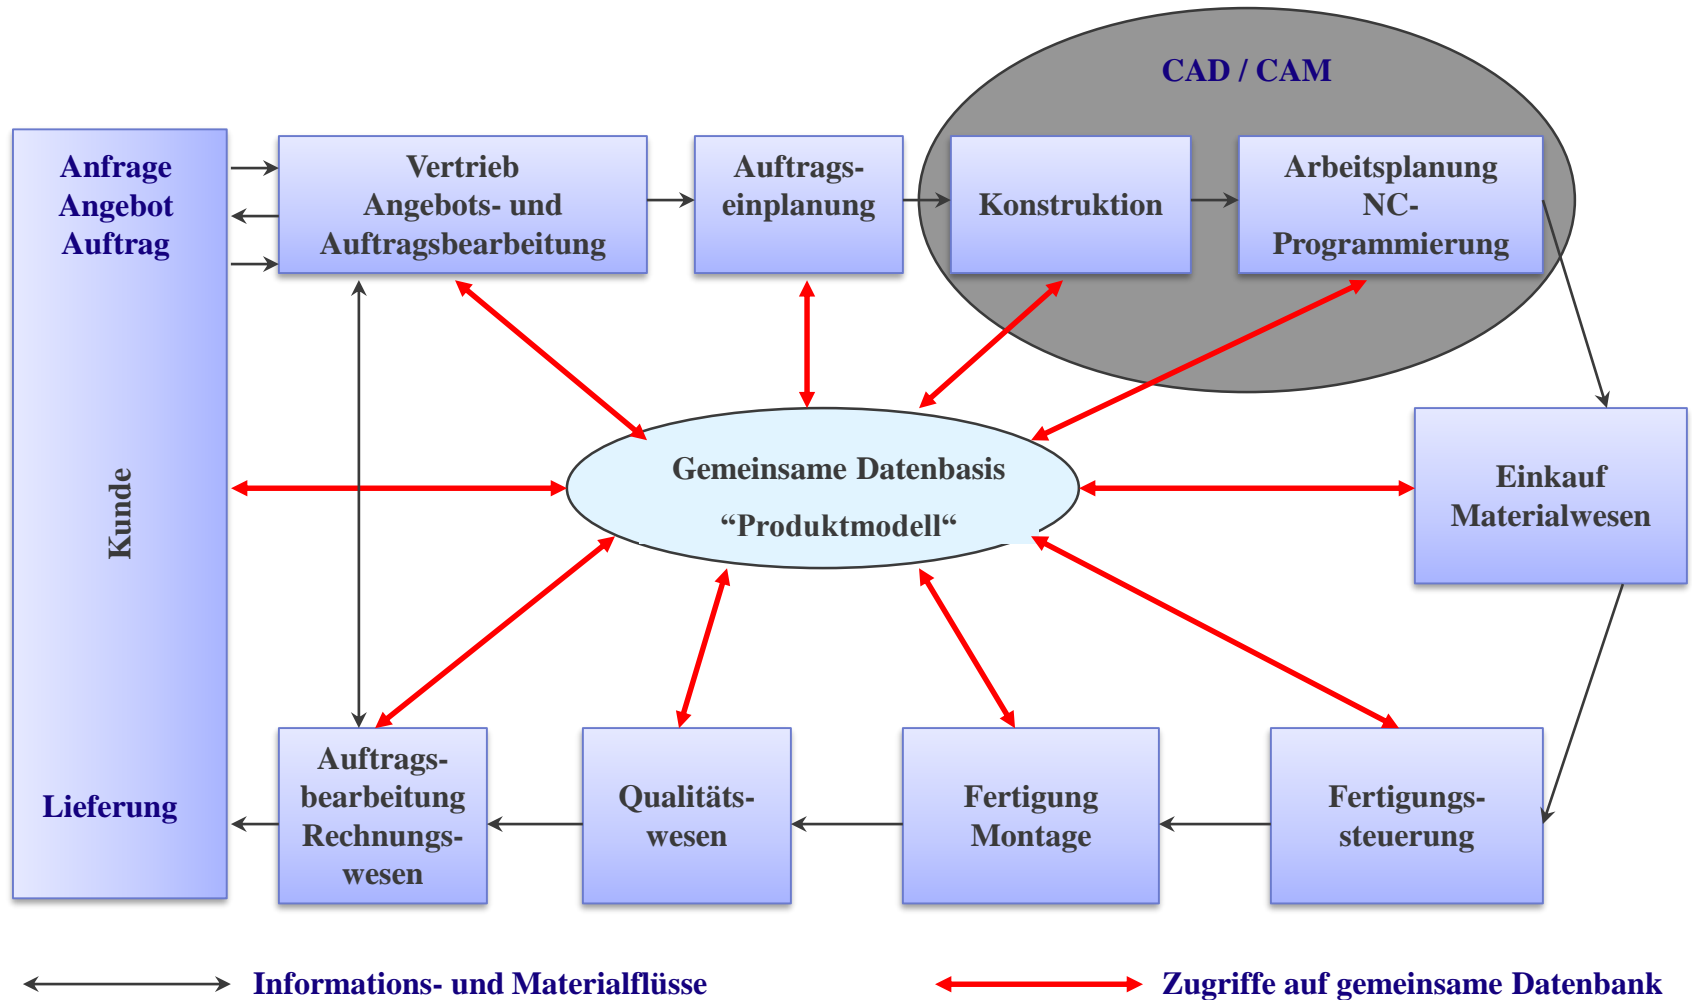 CAD / CAM
Anfrage
Angebot
Auftrag
Kunde
Lieferung
Vertrieb
Angebots- und
Auftragsbearbeitung
Auftrags-
einplanung
Konstruktion
Arbeitsplanung
NC-
Programmierung
Gemeinsame Datenbasis
“Produktmodell“
Einkauf
Materialwesen
Auftrags-
bearbeitung
Rechnungs-
wesen
Qualitäts-
wesen
Fertigung
Montage
Fertigungs-
steuerung
Informations- und Materialflüsse
Zugriffe auf gemeinsame Datenbank